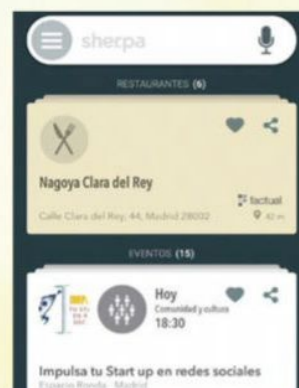 sherpa
RESTAURANTES (6)
Nagoya Clara del Rey
factual
Calle Clara del Rey, 44, Madrid 28002
42 m
EVENTOS (15)
Hoy
Comunidad y cultura
18:30
Impulsa tu Start up en redes sociales
Espacio Ronda, Madrid